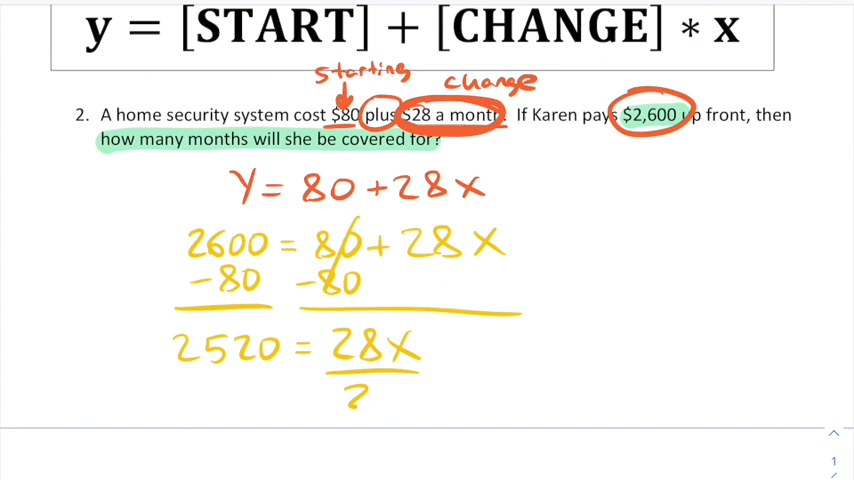 y = [START] + [CHANGE] * x
starting change
2. A home security system cost $80 plus $28 a month. If Karen pays $2,600 up front, then
how many months will she be covered for?
Y = 80 + 28x
2600 = 80 + 28x
-80 -80
2520 = 28x
2
1